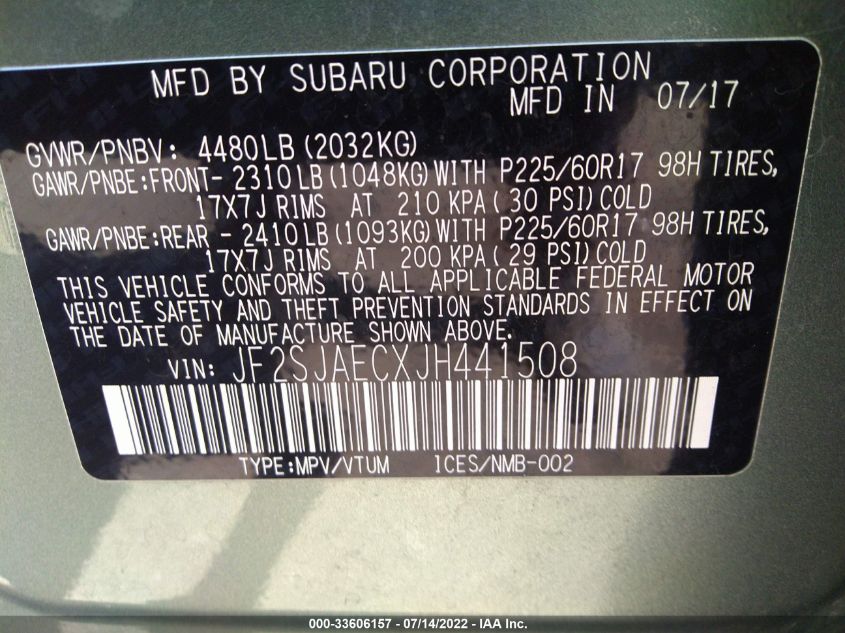 MFD BY SUBARU CORPORATION
MFD IN 07/17
GVWR/PNBV: 4480LB (2032KG)
GAWR/PNBE:FRONT- 2310LB (1048KG) WITH P225/60R17 98H TIRES,
17X7J RIMS AT 210 KPA ( 30 PSI) COLD
GAWR/PNBE:REAR - 2410LB (1093KG) WITH P225/60R17 98H TIRES,
17X7J RIMS AT 200 KPA ( 29 PSI) COLD
THIS VEHICLE CONFORMS TO ALL APPLICABLE FEDERAL MOTOR
VEHICLE SAFETY AND THEFT PREVENTION STANDARDS IN EFFECT ON
THE DATE OF MANUFACTURE SHOWN ABOVE.
VIN: JF2SJAECXJH441508
TYPE:MPV/VTUM 1CES/NMB-002
000-33606157 - 07/14/2022 - IAA Inc.